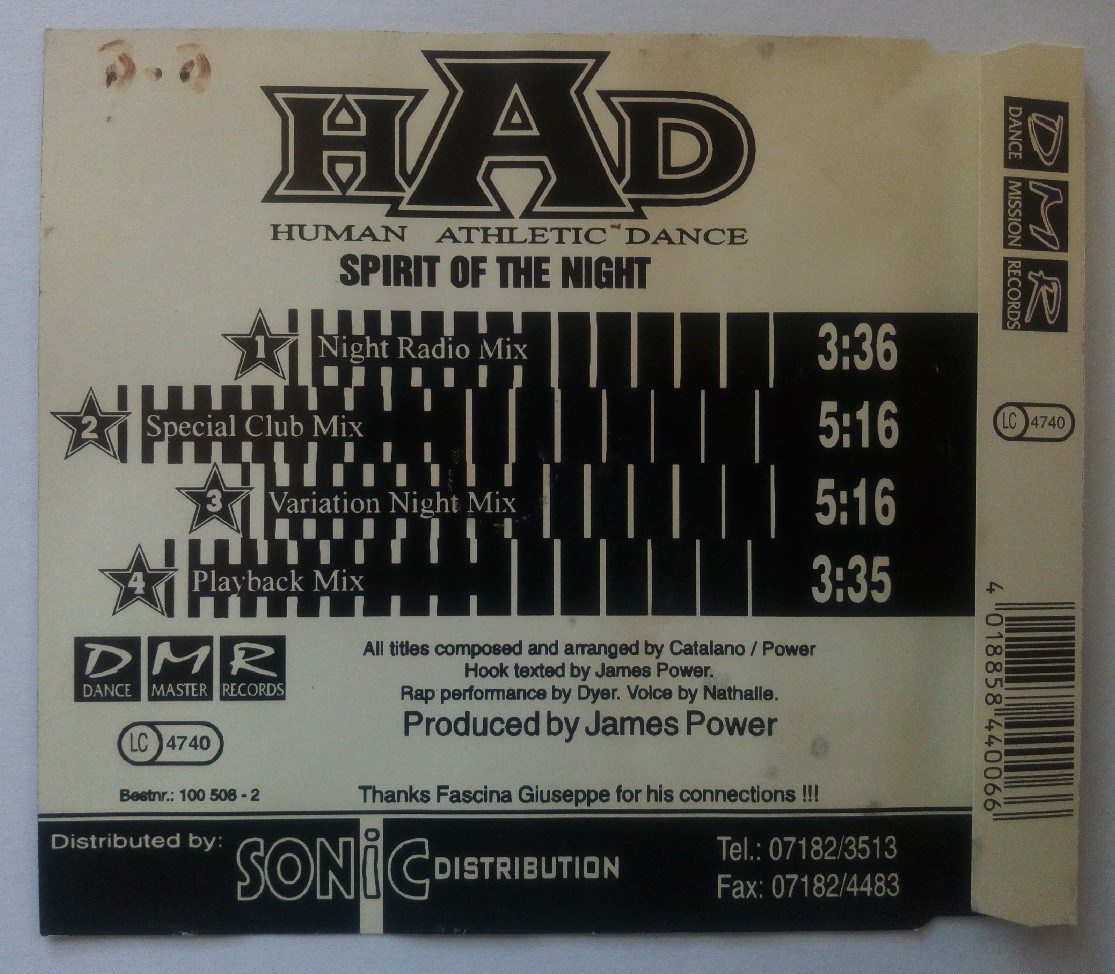 HAD
HUMAN ATHLETIC DANCE
SPIRIT OF THE NIGHT
1 Night Radio Mix 3:36
2 Special Club Mix 5:16
3 Variation Night Mix 5:16
4 Playback Mix 3:35
D M R
DANCE MASTER RECORDS
LC 4740
Bestnr.: 100 508 - 2
All titles composed and arranged by Catalano / Power
Hook texted by James Power.
Rap performance by Dyer. Voice by Nathalie.
Produced by James Power
Thanks Fascina Giuseppe for his connections !!!
Distributed by: SONiC DISTRIBUTION
Tel.: 07182/3513
Fax: 07182/4483
D M R
DANCE MISSION RECORDS
LC 4740
4 018858 440066